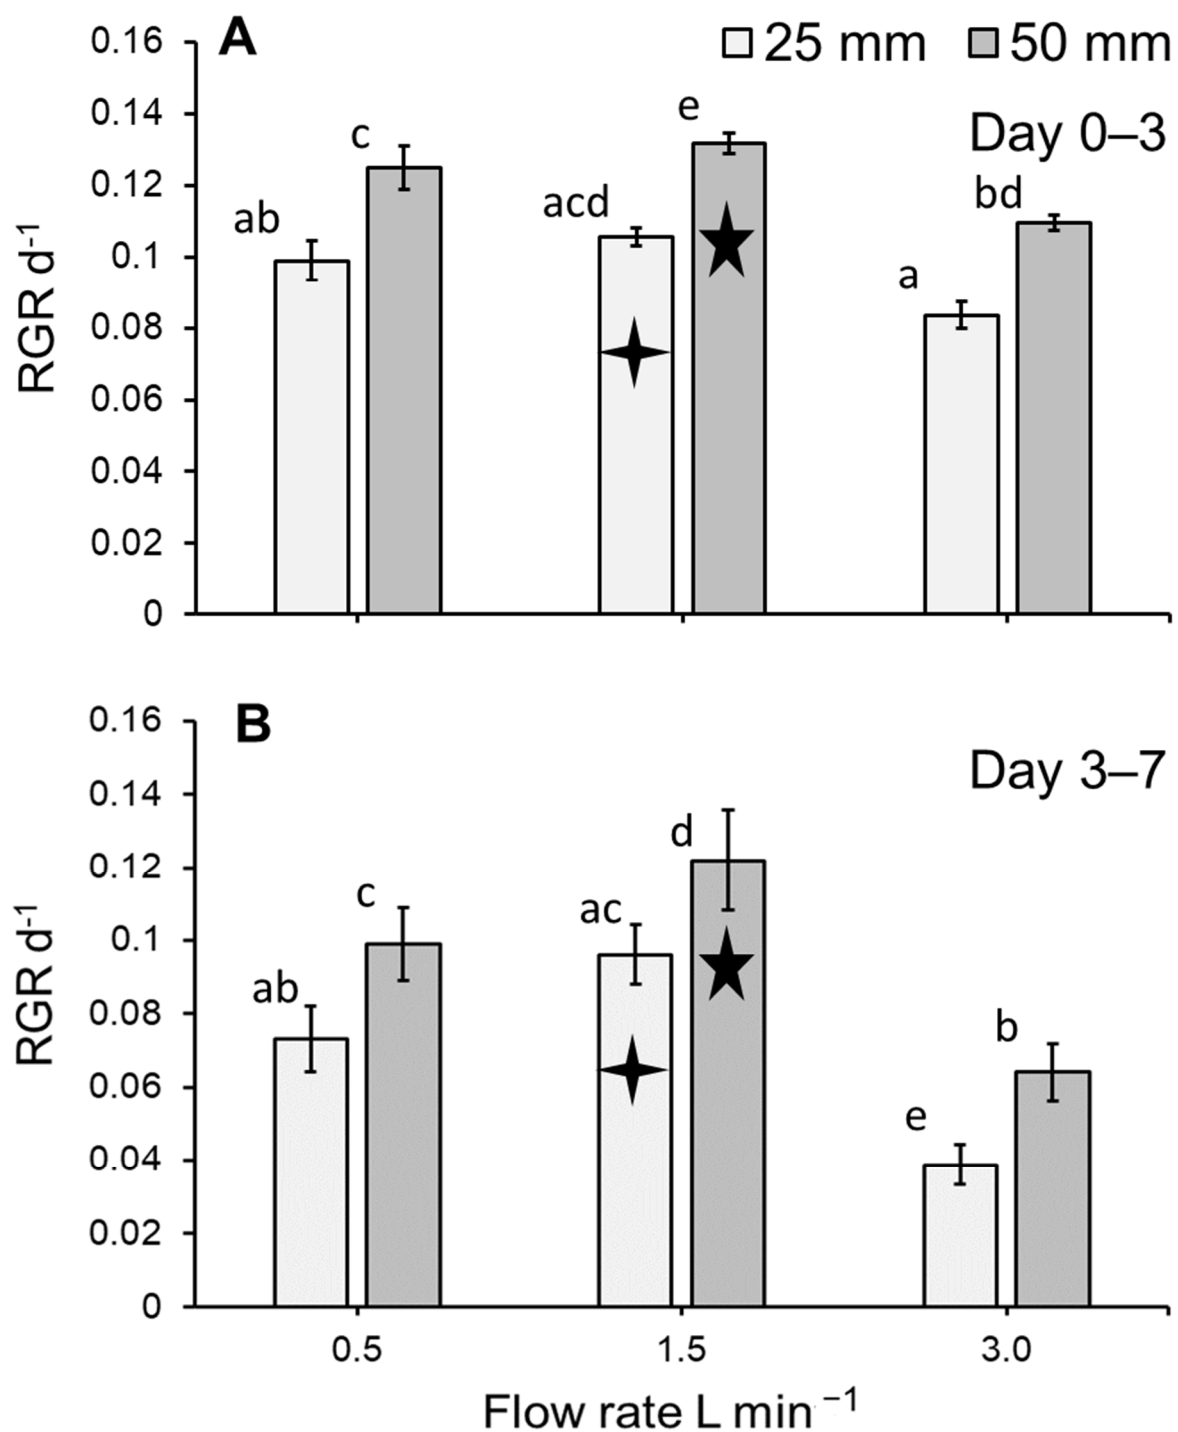 A
25 mm 50 mm
Day 0–3
RGR d-1
0.16
0.14
0.12
0.1
0.08
0.06
0.04
0.02
0
ab
c
acd
e
a
bd
B
Day 3–7
RGR d-1
0.16
0.14
0.12
0.1
0.08
0.06
0.04
0.02
0
ab
c
ac
d
e
b
0.5 1.5 3.0
Flow rate L min −1